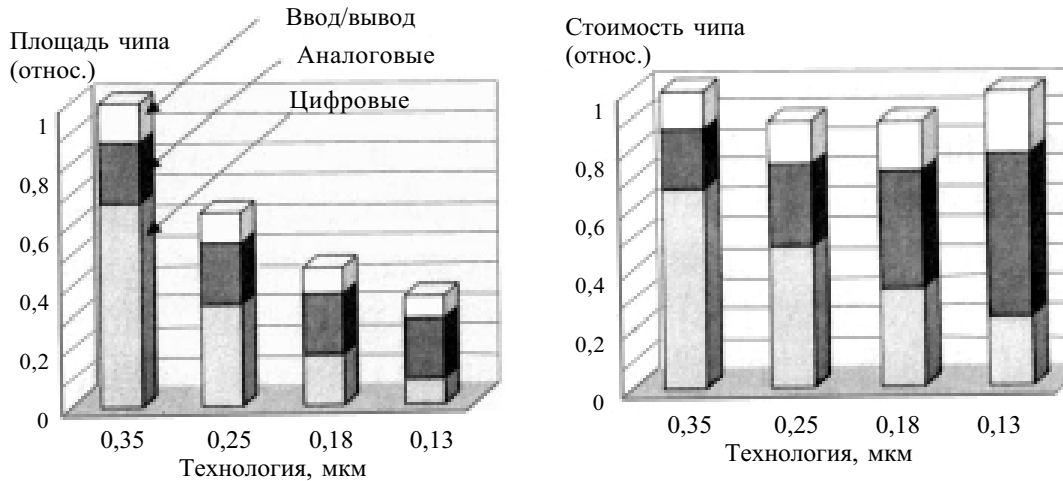 Площадь чипа
(относ.)
Ввод/вывод
Аналоговые
Цифровые
1
0,8
0,6
0,4
0,2
0
0,35 0,25 0,18 0,13
Технология, мкм
Стоимость чипа
(относ.)
1
0,8
0,6
0,4
0,2
0
0,35 0,25 0,18 0,13
Технология, мкм